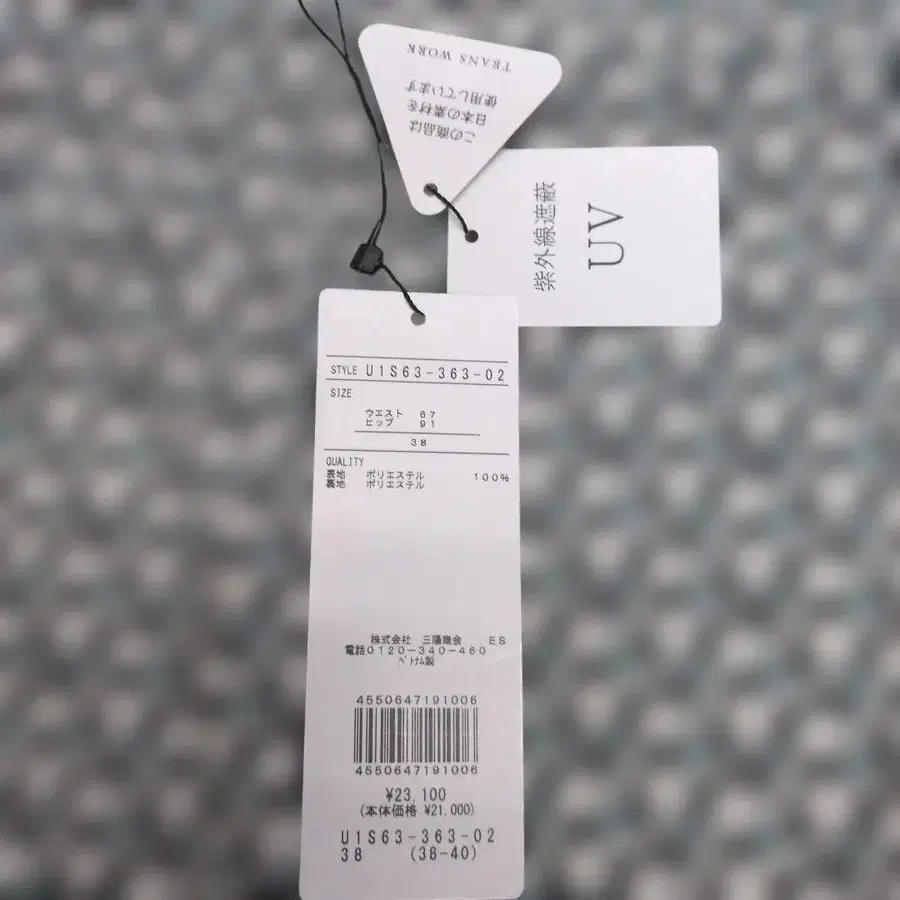 TRANS WORK
この商品は
日本の素材を
使用しています
紫外線遮蔽
UV
STYLE U1S63-363-02
SIZE
ウエスト 67
ヒップ 91
38
QUALITY
表地 ポリエステル 100%
裏地 ポリエステル
株式会社 三陽商会 ES
電話0120-340-460
ベトナム製
4550647191006
4550647191006
¥23,100
(本体価格 ¥21,000)
U1S63-363-02
38 (38-40)